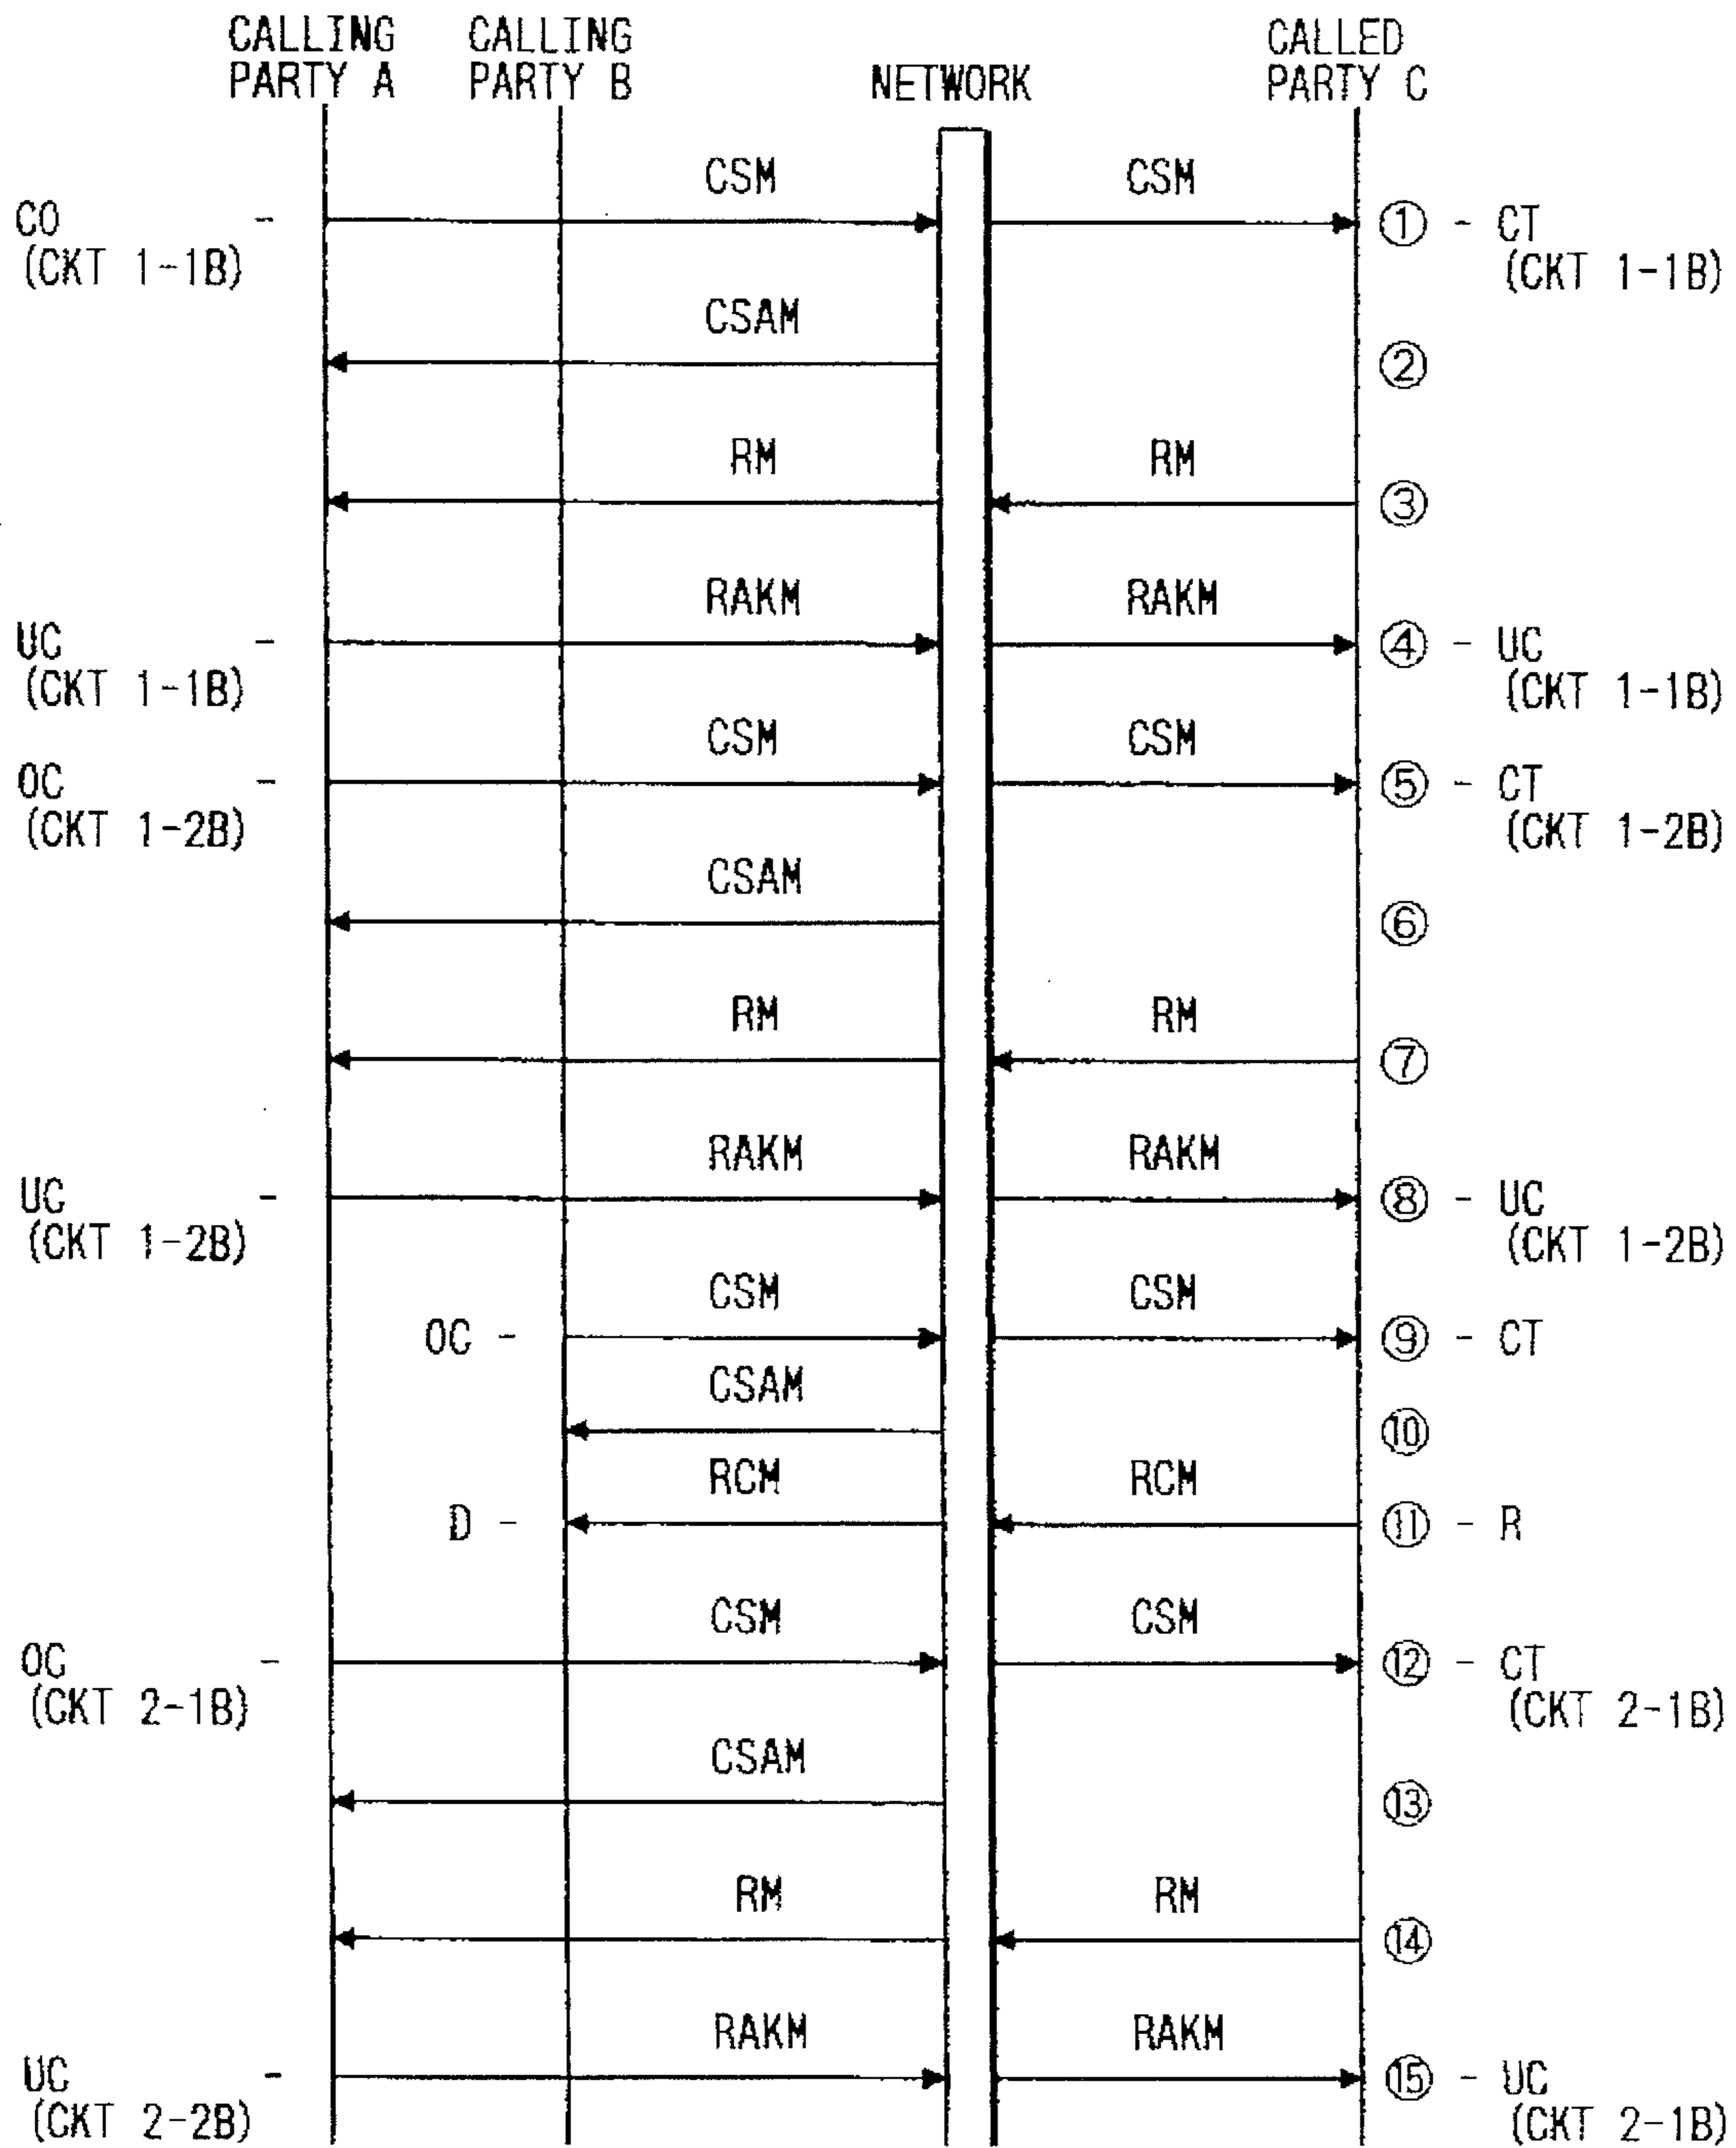 CALLING PARTY A
CALLING PARTY B
NETWORK
CALLED PARTY C
CSM CSM
CO (CKT 1-1B) - ① - CT (CKT 1-1B)
CSAM
②
RM RM
③
RAKM RAKM
UC (CKT 1-1B) - ④ - UC (CKT 1-1B)
CSM CSM
OC (CKT 1-2B) - ⑤ - CT (CKT 1-2B)
CSAM
⑥
RM RM
⑦
RAKM RAKM
UC (CKT 1-2B) - ⑧ - UC (CKT 1-2B)
CSM CSM
OC - ⑨ - CT
CSAM
⑩
RCM RCM
D - ⑪ - R
CSM CSM
OC (CKT 2-1B) - ⑫ - CT (CKT 2-1B)
CSAM
⑬
RM RM
⑭
RAKM RAKM
UC (CKT 2-2B) - ⑮ - UC (CKT 2-1B)